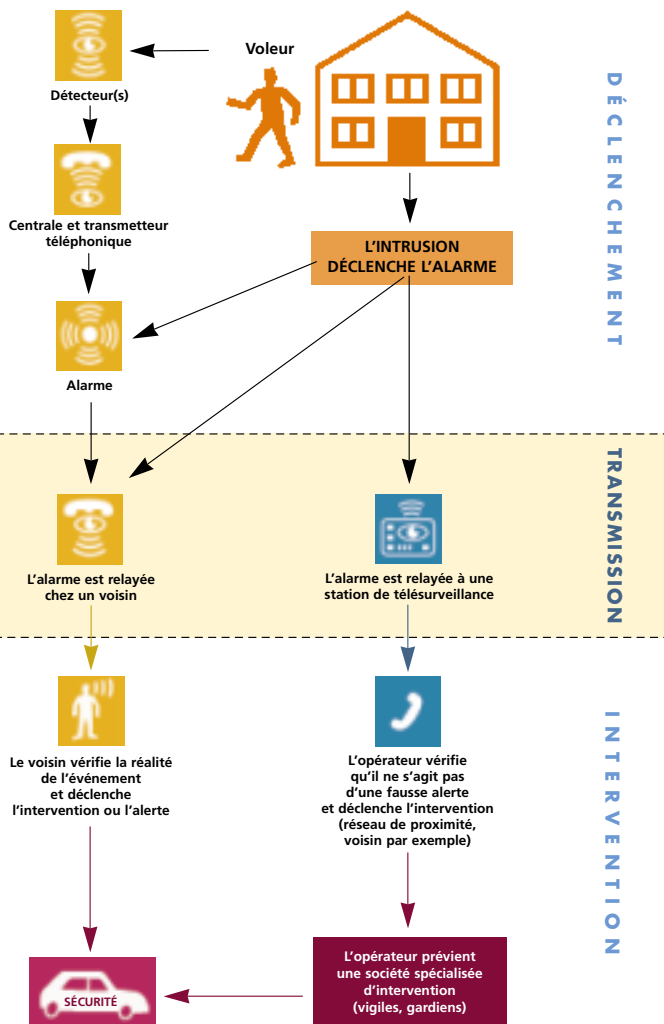 Voleur
Détecteur(s)
DÉCLENCHEMENT
Centrale et transmetteur
téléphonique
L'INTRUSION
DÉCLENCHE L'ALARME
Alarme
TRANSMISSION
L'alarme est relayée
chez un voisin
L'alarme est relayée à une
station de télésurveillance
INTERVENTION
Le voisin vérifie la réalité
de l'événement
et déclenche
l'intervention ou l'alerte
L'opérateur vérifie
qu'il ne s'agit pas
d'une fausse alerte
et déclenche l'intervention
(réseau de proximité,
voisin par exemple)
SÉCURITÉ
L'opérateur prévient
une société spécialisée
d'intervention
(vigiles, gardiens)